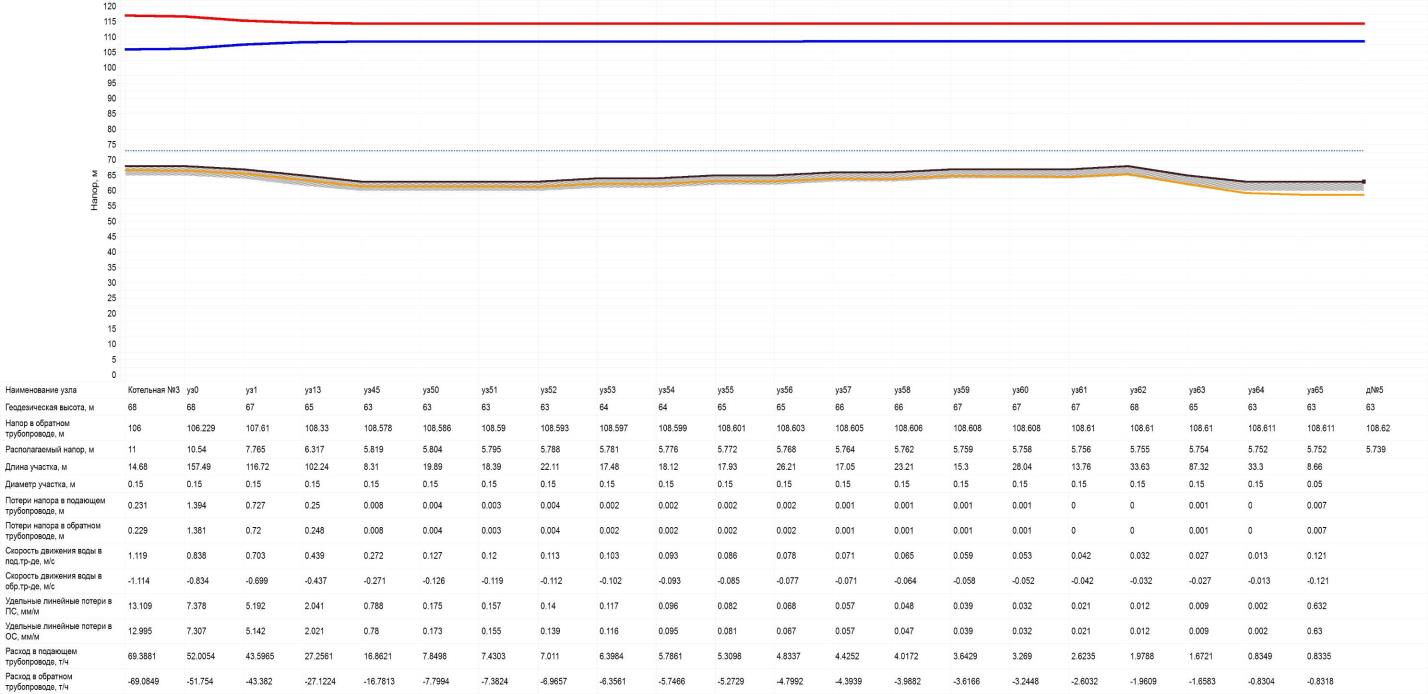 120
115
110
105
100
95
90
85
80
75
70
65
60
55
50
45
40
35
30
25
20
15
10
5
0
Напор, м
Наименование узла Котельная №3 уз0 уз1 уз13 уз45 уз50 уз51 уз52 уз53 уз54 уз55 уз56 уз57 уз58 уз59 уз60 уз61 уз62 уз63 уз64 уз65 д№5
Геодезическая высота, м 68 68 67 65 63 63 63 63 64 64 65 65 66 66 67 67 67 68 65 63 63 63
Напор в обратном
трубопроводе, м 106 106.229 107.61 108.33 108.578 108.586 108.59 108.593 108.597 108.599 108.601 108.603 108.605 108.606 108.608 108.608 108.61 108.61 108.61 108.611 108.611 108.62
Располагаемый напор, м 11 10.54 7.765 6.317 5.819 5.804 5.795 5.788 5.781 5.776 5.772 5.768 5.764 5.762 5.759 5.758 5.756 5.755 5.754 5.752 5.752 5.739
Длина участка, м 14.68 157.49 116.72 102.24 8.31 19.89 18.39 22.11 17.48 18.12 17.93 26.21 17.05 23.21 15.3 28.04 13.76 33.63 87.32 33.3 8.66
Диаметр участка, м 0.15 0.15 0.15 0.15 0.15 0.15 0.15 0.15 0.15 0.15 0.15 0.15 0.15 0.15 0.15 0.15 0.15 0.15 0.15 0.15 0.05
Потери напора в подающем
трубопроводе, м 0.231 1.394 0.727 0.25 0.008 0.004 0.003 0.004 0.002 0.002 0.002 0.002 0.001 0.001 0.001 0.001 0 0 0.001 0 0.007
Потери напора в обратном
трубопроводе, м 0.229 1.381 0.72 0.248 0.008 0.004 0.003 0.004 0.002 0.002 0.002 0.002 0.001 0.001 0.001 0.001 0 0 0.001 0 0.007
Скорость движения воды в
под.тр-де, м/с 1.119 0.838 0.703 0.439 0.272 0.127 0.12 0.113 0.103 0.093 0.086 0.078 0.071 0.065 0.059 0.053 0.042 0.032 0.027 0.013 0.121
Скорость движения воды в
обр.тр-де, м/с -1.114 -0.834 -0.699 -0.437 -0.271 -0.126 -0.119 -0.112 -0.102 -0.093 -0.085 -0.077 -0.071 -0.064 -0.058 -0.052 -0.042 -0.032 -0.027 -0.013 -0.121
Удельные линейные потери в
ПС, мм/м 13.109 7.378 5.192 2.041 0.788 0.175 0.157 0.14 0.117 0.096 0.082 0.068 0.057 0.048 0.039 0.032 0.021 0.012 0.009 0.002 0.632
Удельные линейные потери в
ОС, мм/м 12.995 7.307 5.142 2.021 0.78 0.173 0.155 0.139 0.116 0.095 0.081 0.067 0.057 0.047 0.039 0.032 0.021 0.012 0.009 0.002 0.63
Расход в подающем
трубопроводе, т/ч 69.3881 52.0054 43.5965 27.2561 16.8621 7.8498 7.4303 7.011 6.3984 5.7861 5.3098 4.8337 4.4252 4.0172 3.6429 3.269 2.6235 1.9788 1.6721 0.8349 0.8335
Расход в обратном
трубопроводе, т/ч -69.0849 -51.754 -43.382 -27.1224 -16.7813 -7.7994 -7.3824 -6.9657 -6.3561 -5.7466 -5.2729 -4.7992 -4.3939 -3.9882 -3.6166 -3.2448 -2.6032 -1.9609 -1.6583 -0.8304 -0.8318